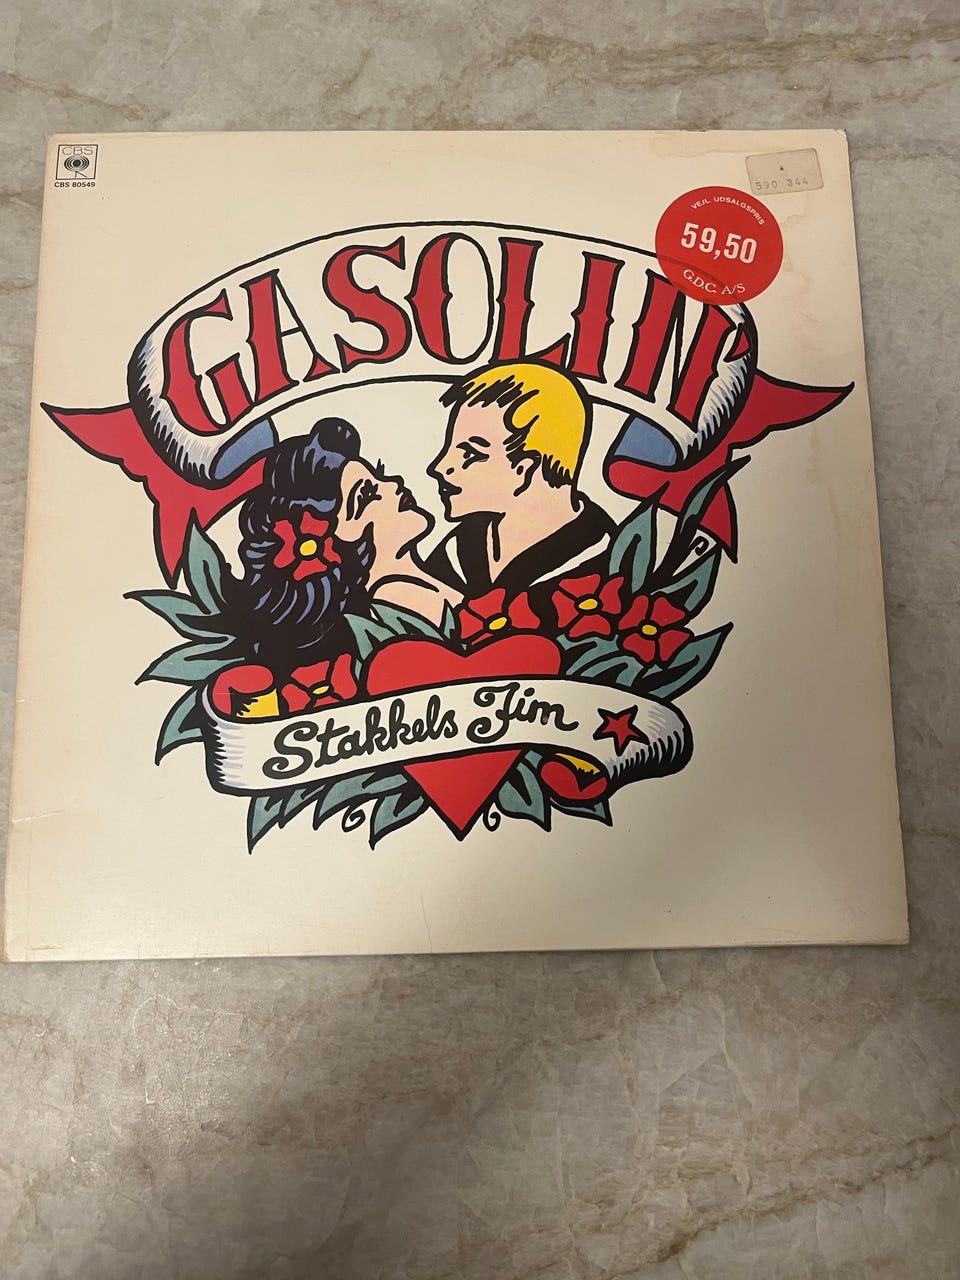 CBS
CBS 80549
590 344
VEJL. UDSALGSPRIS
59,50
G.D.C. A/S
GASOLIN'
Stakkels Jim